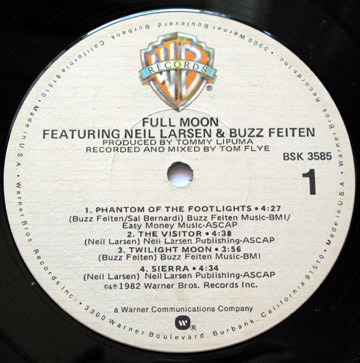 Made in U.S.A. • Warner Bros. Records Inc. • 3300 Warner Boulevard, Burbank, California 91510 •
WB
RECORDS
FULL MOON
FEATURING NEIL LARSEN & BUZZ FEITEN
PRODUCED BY TOMMY LIPUMA
RECORDED AND MIXED BY TOM FLYE
BSK 3585
1
1. PHANTOM OF THE FOOTLIGHTS • 4:27
(Buzz Feiten/Sal Bernardi) Buzz Feiten Music-BMI/
Easy Money Music-ASCAP
2. THE VISITOR • 4:38
(Neil Larsen) Neil Larsen Publishing-ASCAP
3. TWILIGHT MOON • 3:56
(Buzz Feiten) Buzz Feiten Music-BMI
4. SIERRA • 4:34
(Neil Larsen) Neil Larsen Publishing-ASCAP
©℗1982 Warner Bros. Records Inc.
a Warner Communications Company